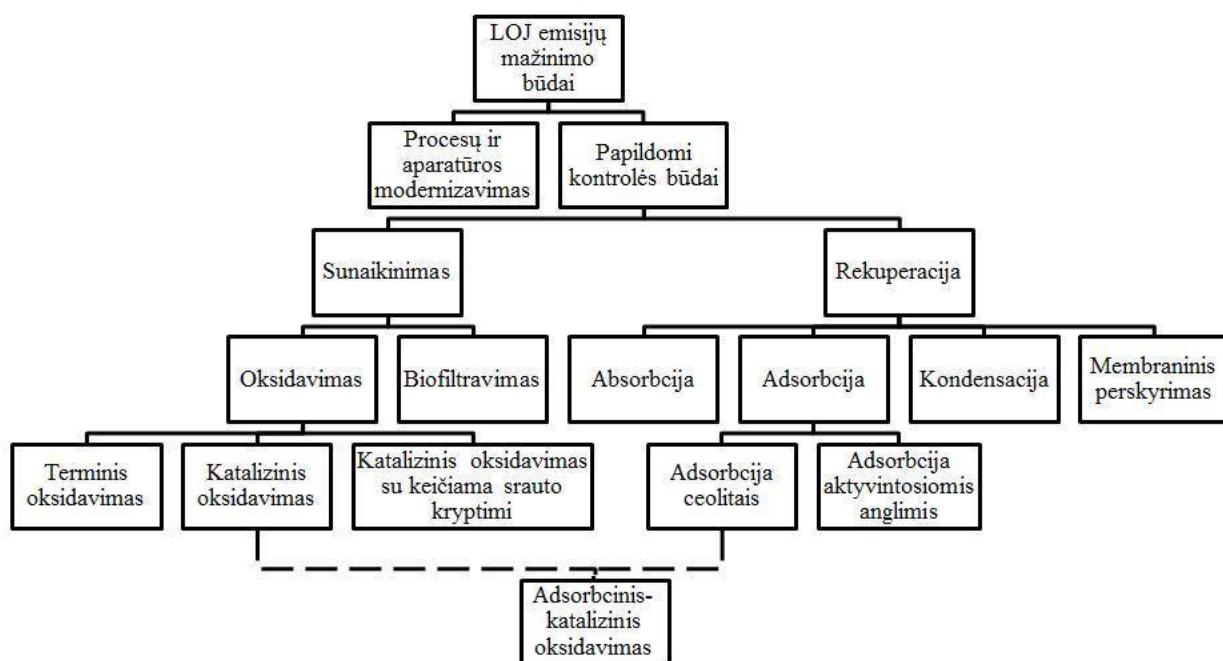 LOJ emisijų
mažinimo
būdai
Procesų ir
aparatūros
modernizavimas
Papildomi
kontrolės būdai
Sunaikinimas
Rekuperacija
Oksidavimas
Biofiltravimas
Absorbcija
Adsorbcija
Kondensacija
Membraninis
perskyrimas
Terminis
oksidavimas
Katalizinis
oksidavimas
Katalizinis oksidavimas
su keičiama srauto
kryptimi
Adsorbcija
ceolitais
Adsorbcija
aktyvintosiomis
anglimis
Adsorbcinis-
katalizinis
oksidavimas